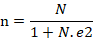 n = N / 1 + N. e2